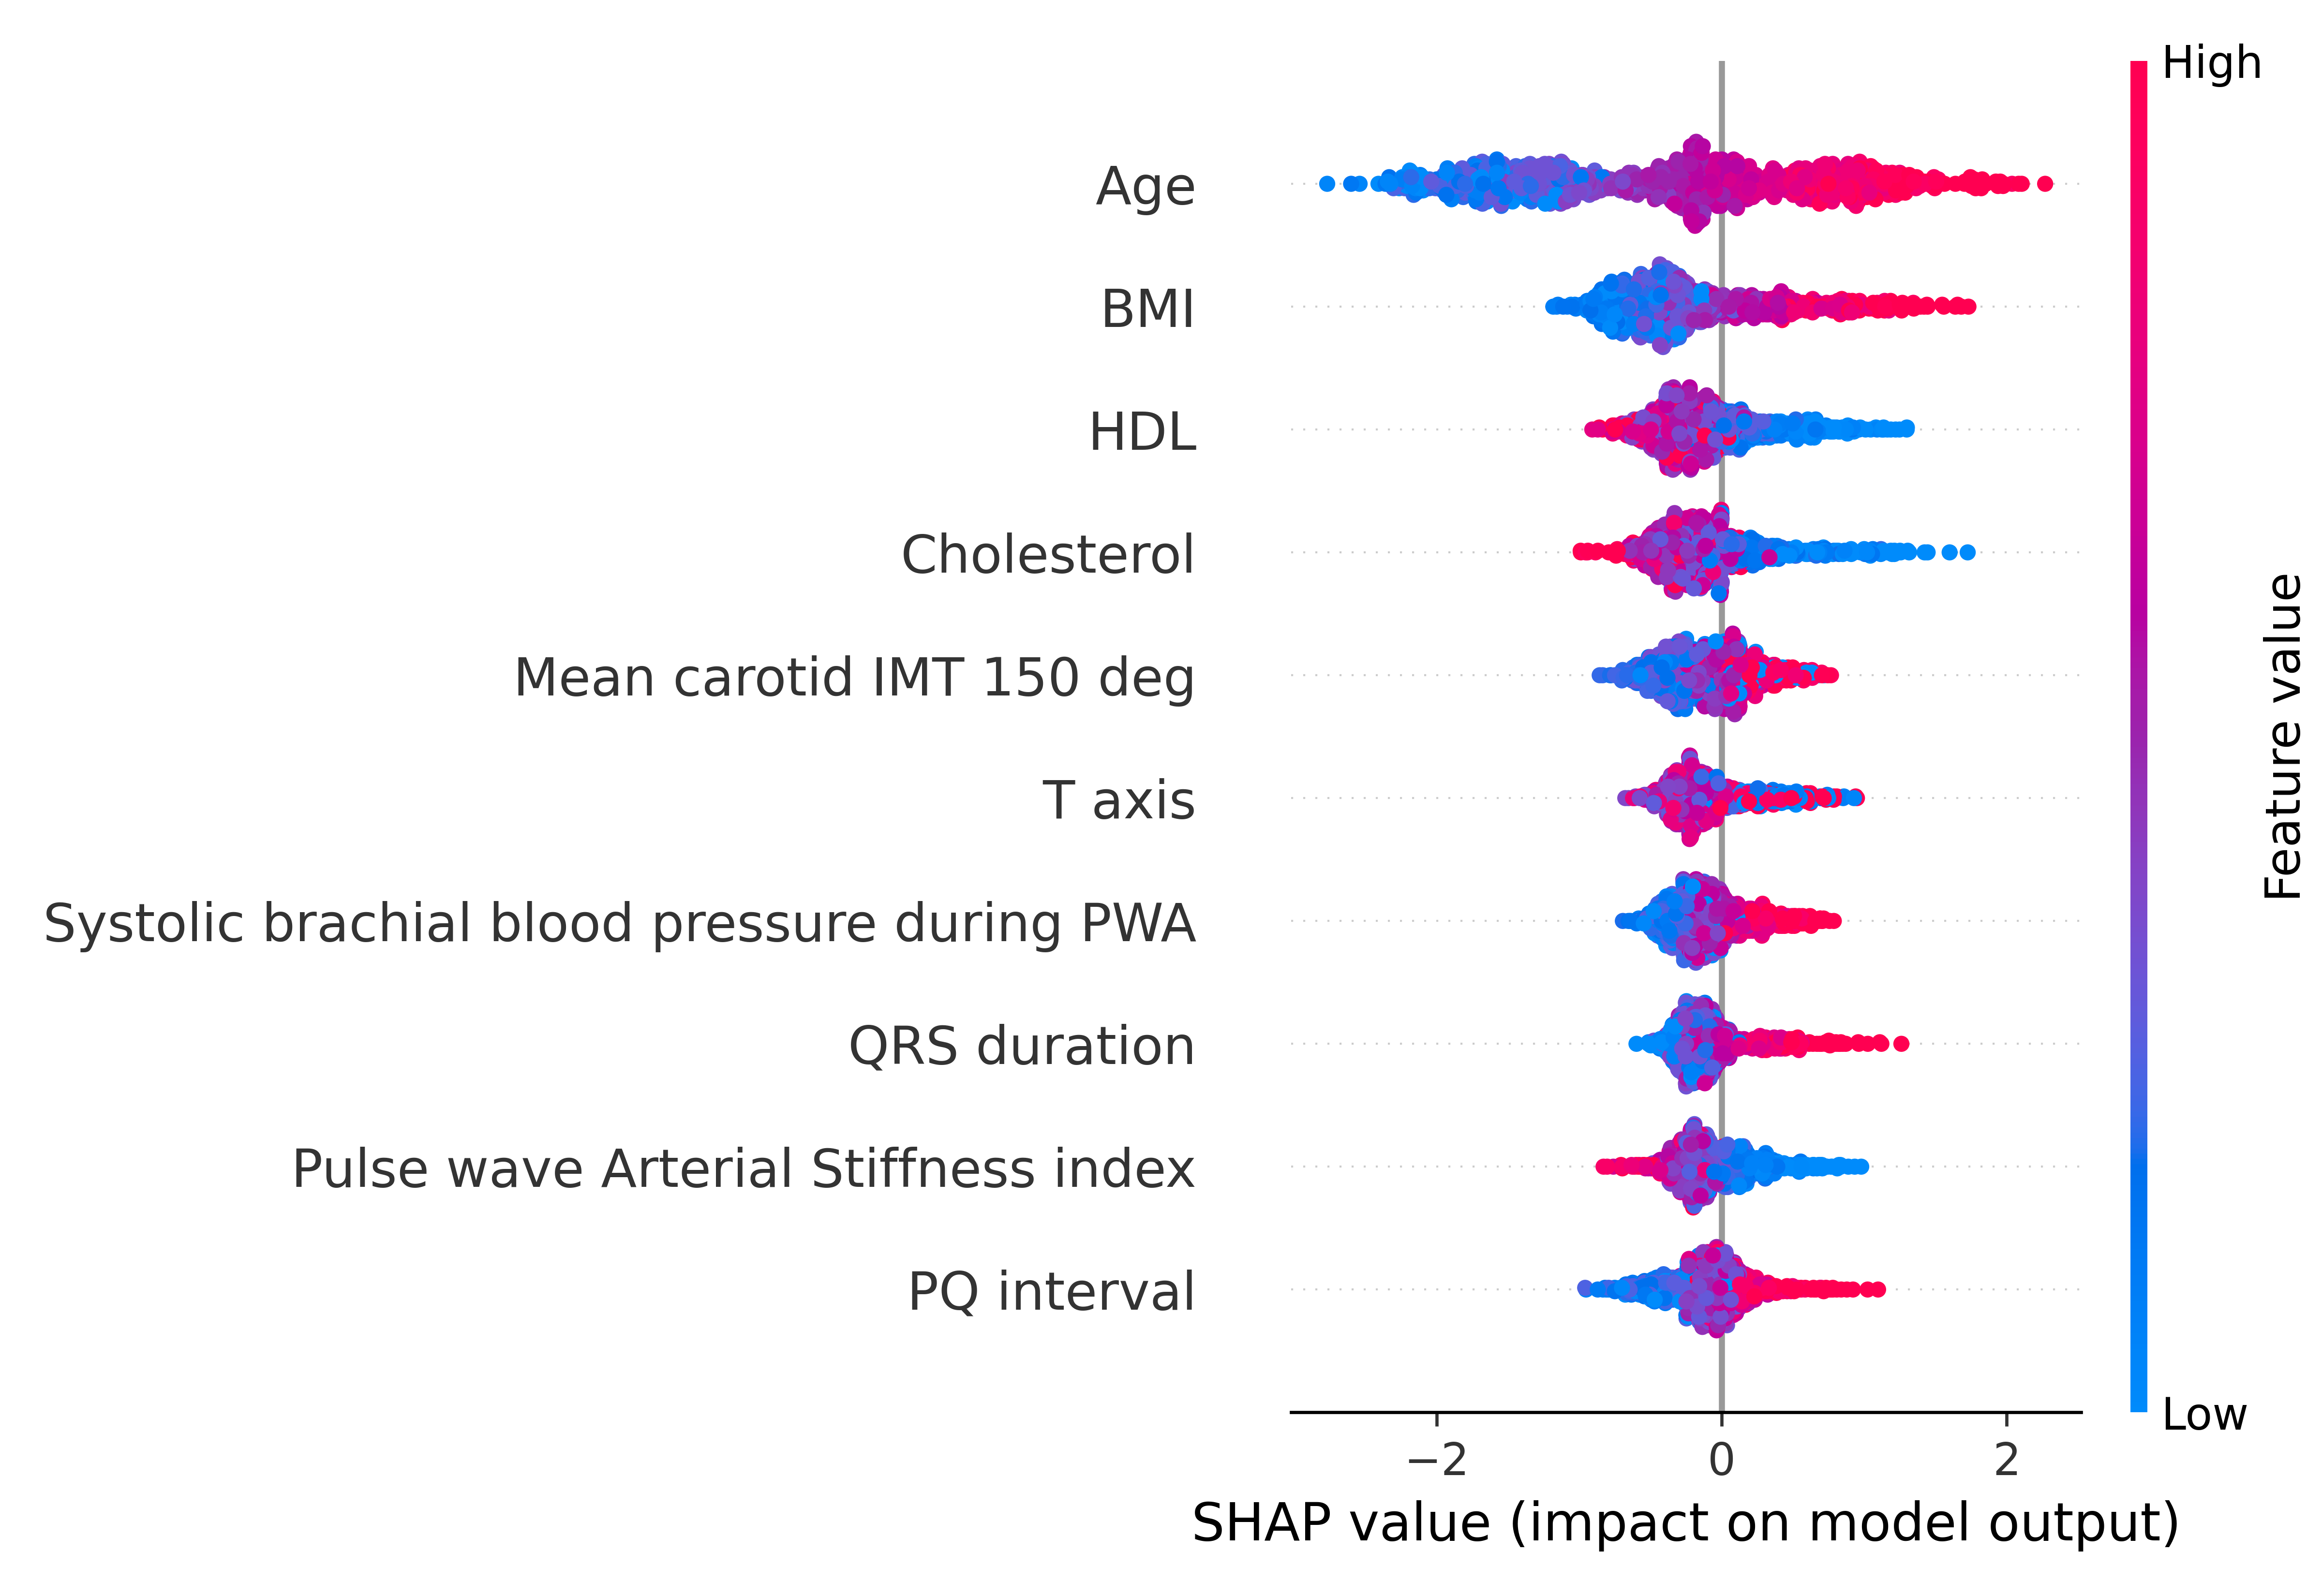 High
Age
BMI
HDL
Cholesterol
Mean carotid IMT 150 deg
T axis
Systolic brachial blood pressure during PWA
QRS duration
Pulse wave Arterial Stiffness index
PQ interval
Feature value
Low
−2 0 2
SHAP value (impact on model output)